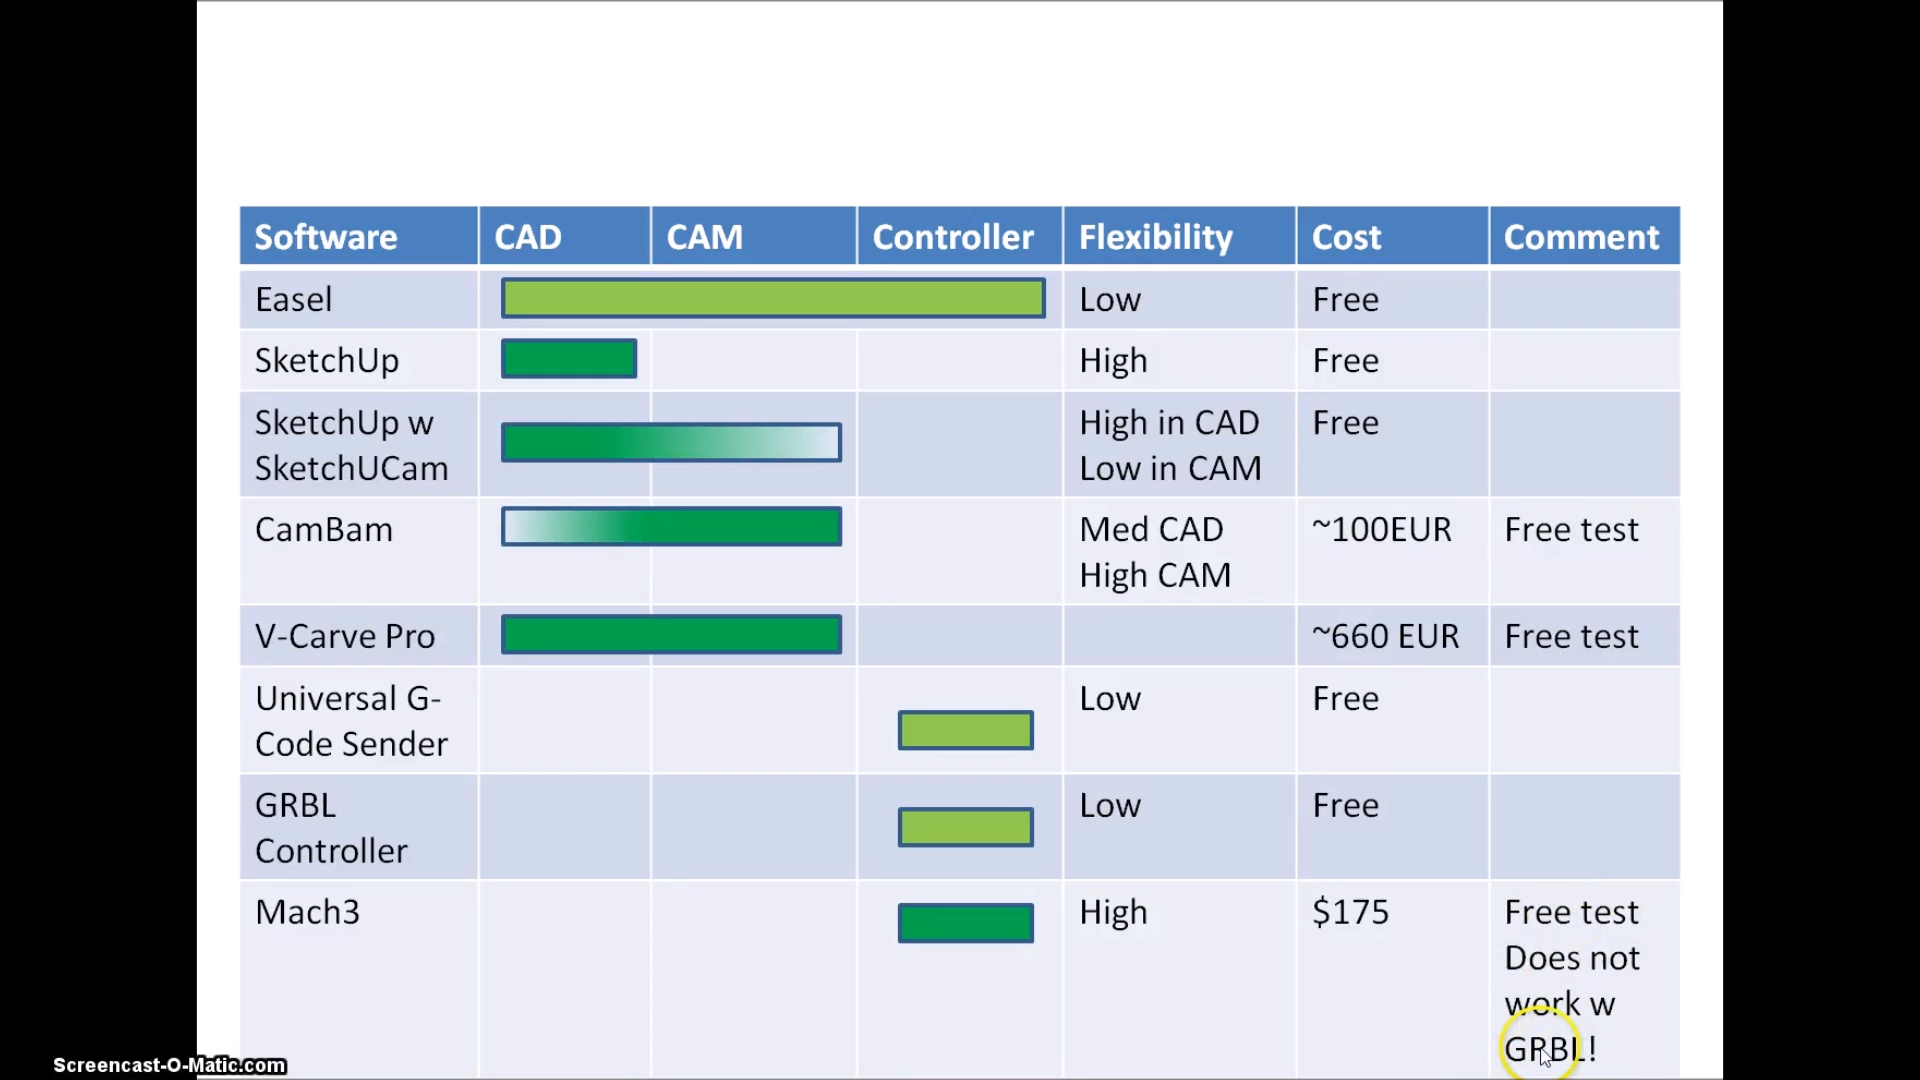 Software CAD CAM Controller Flexibility Cost Comment
Easel Low Free
SketchUp High Free
SketchUp w High in CAD Free
SketchUCam Low in CAM
CamBam Med CAD ~100EUR Free test
High CAM
V-Carve Pro ~660 EUR Free test
Universal G- Low Free
Code Sender
GRBL Low Free
Controller
Mach3 High $175 Free test
Does not
work w
GRBL!
Screencast-O-Matic.com